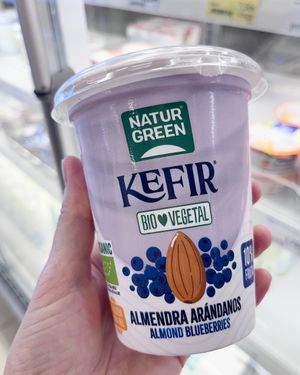 NATUR
GREEN
KEFIR
BIO VEGETAL
ALMENDRA ARÁNDANOS
ALMOND BLUEBERRIES